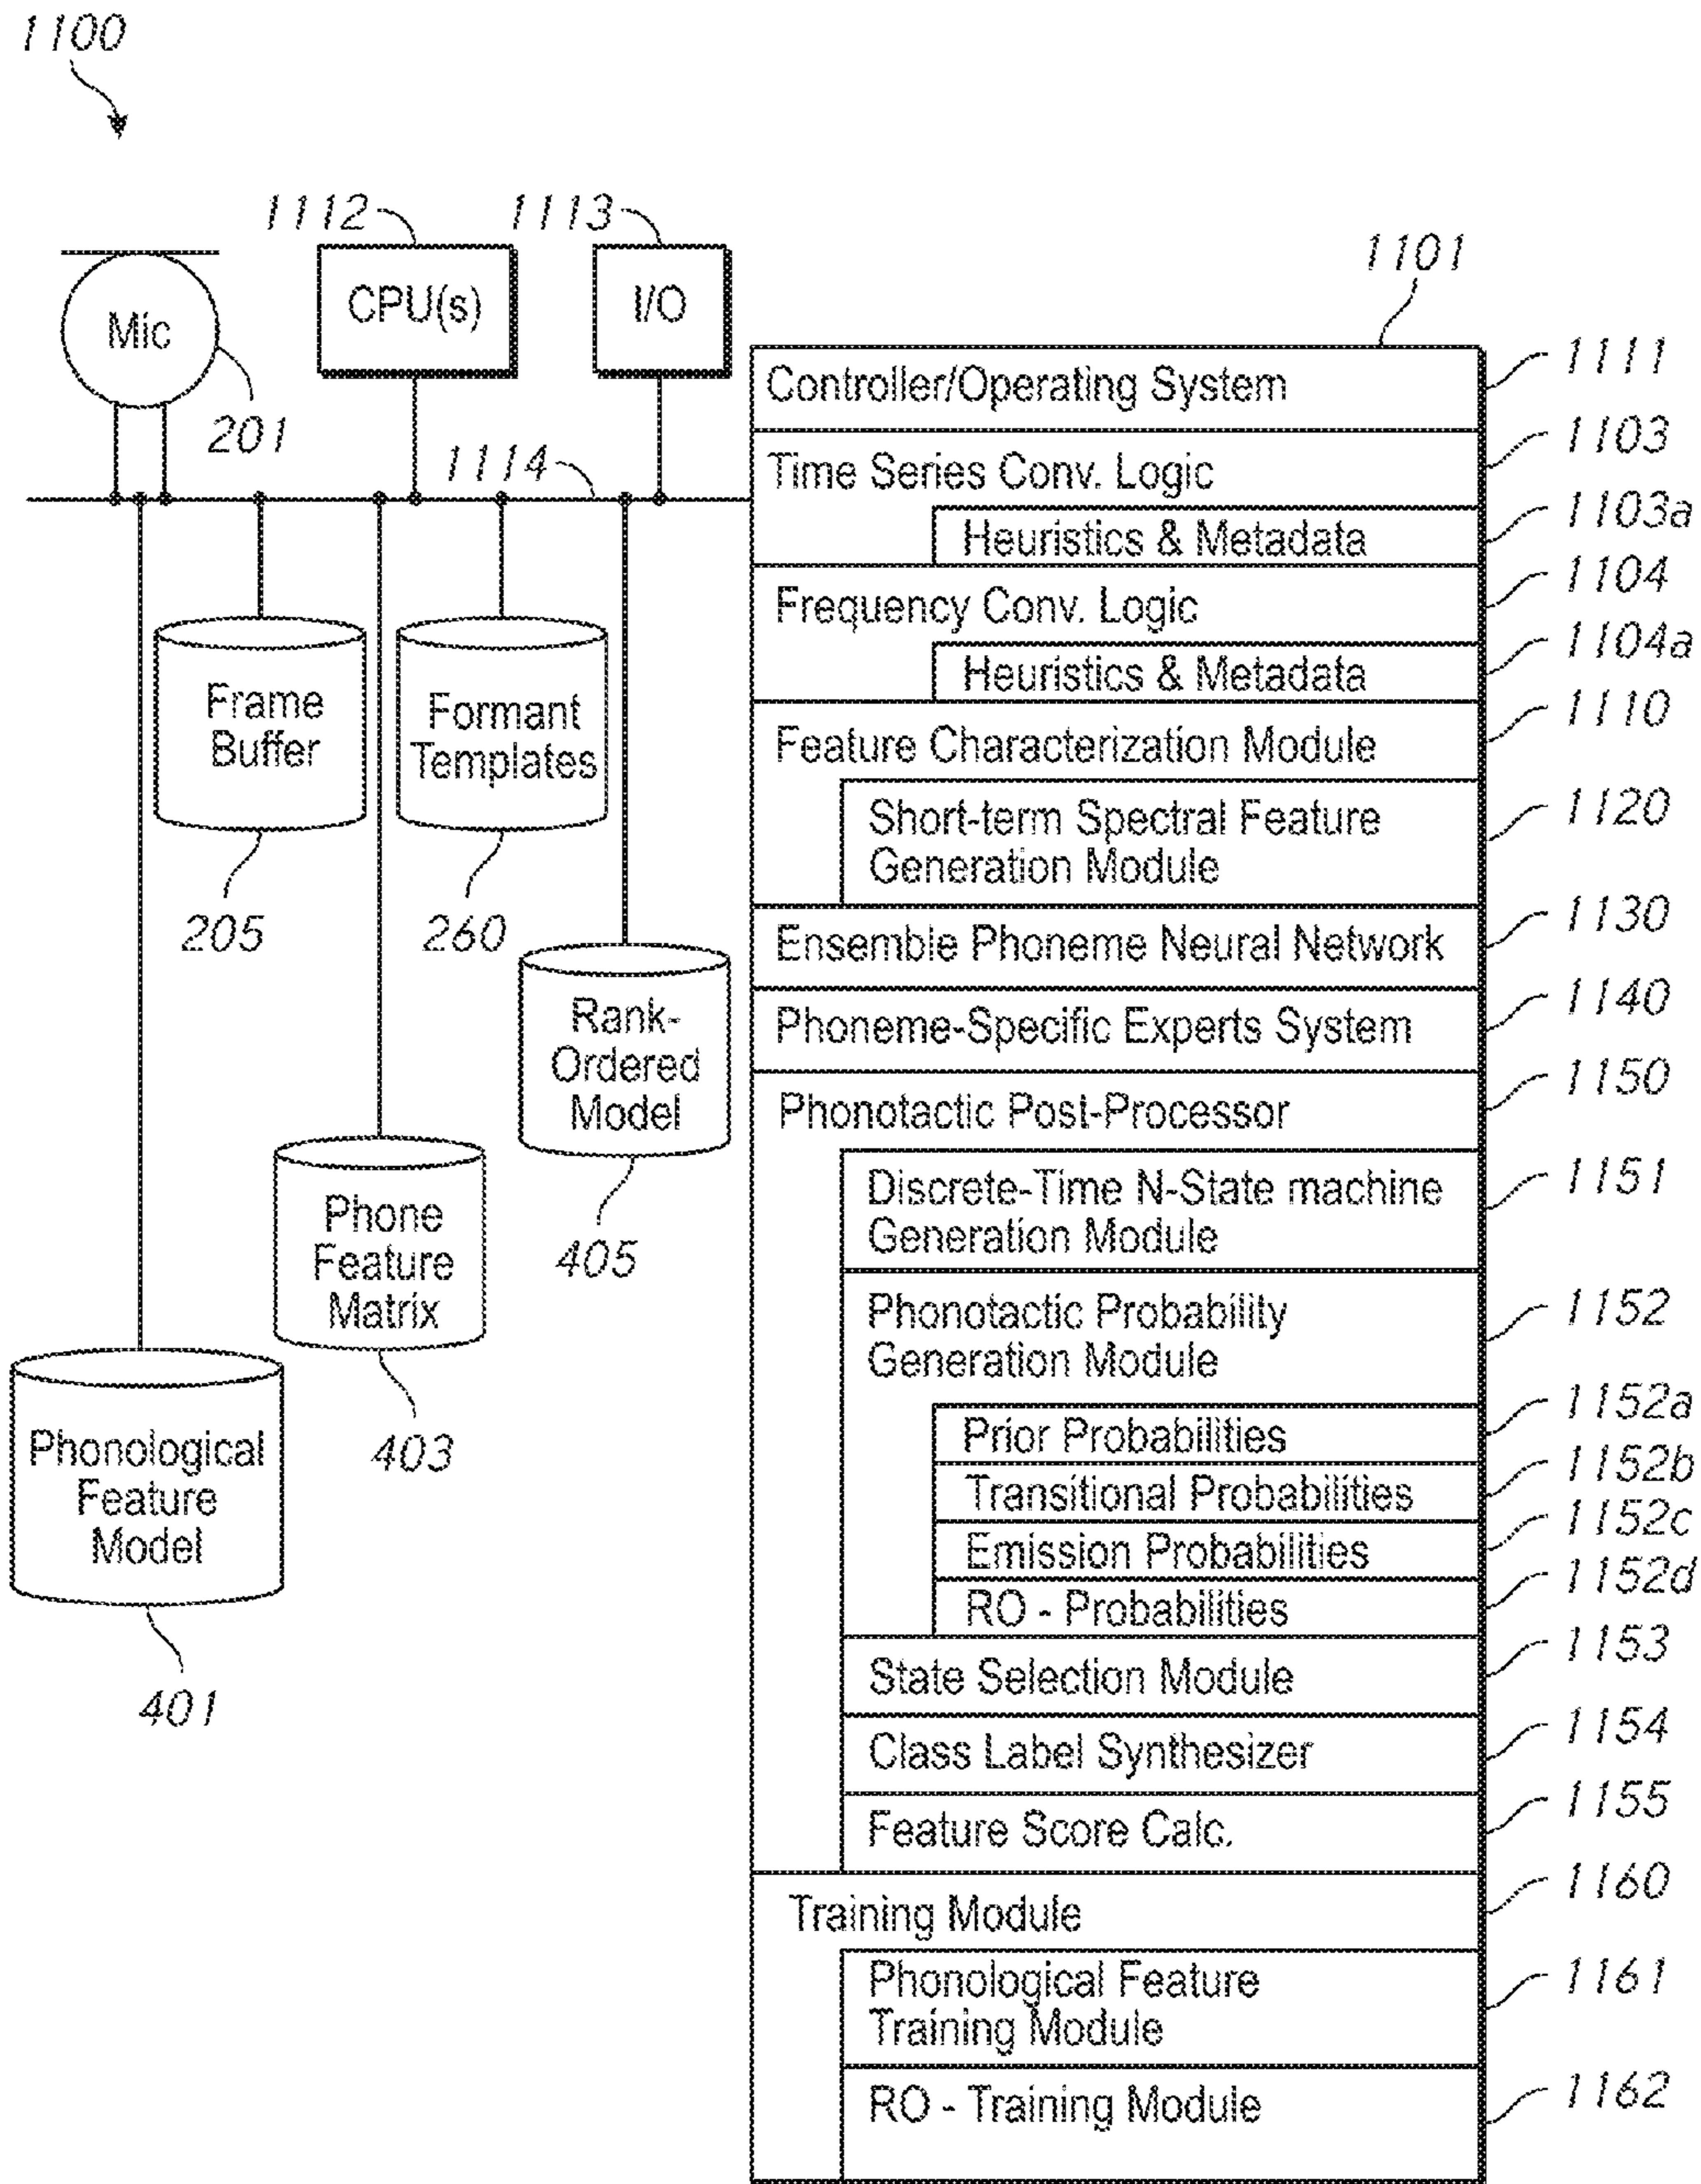 1100
1112
1113
Mic
CPU(s)
I/O
201
1114
Frame
Buffer
205
Formant
Templates
260
Rank-
Ordered
Model
405
Phone
Feature
Matrix
403
Phonological
Feature
Model
401
1101
Controller/Operating System
1111
Time Series Conv. Logic
1103
Heuristics & Metadata
1103a
Frequency Conv. Logic
1104
Heuristics & Metadata
1104a
Feature Characterization Module
1110
Short-term Spectral Feature
Generation Module
1120
Ensemble Phoneme Neural Network
1130
Phoneme-Specific Experts System
1140
Phonotactic Post-Processor
1150
Discrete-Time N-State machine
Generation Module
1151
Phonotactic Probability
Generation Module
1152
Prior Probabilities
1152a
Transitional Probabilities
1152b
Emission Probabilities
1152c
RO - Probabilities
1152d
State Selection Module
1153
Class Label Synthesizer
1154
Feature Score Calc.
1155
Training Module
1160
Phonological Feature
Training Module
1161
RO - Training Module
1162